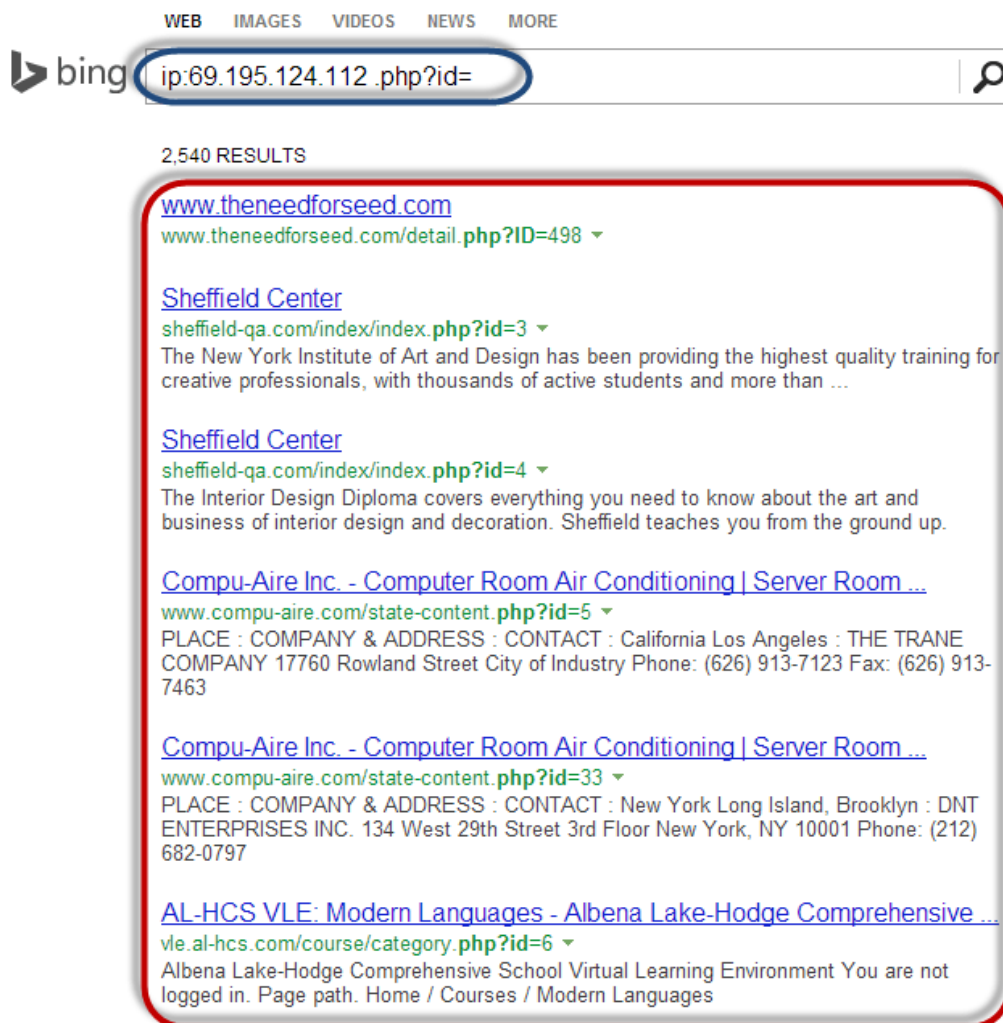 WEB IMAGES VIDEOS NEWS MORE
bing
ip:69.195.124.112 .php?id=
2,540 RESULTS
www.theneedforseed.com
www.theneedforseed.com/detail.php?ID=498
Sheffield Center
sheffield-qa.com/index/index.php?id=3
The New York Institute of Art and Design has been providing the highest quality training for
creative professionals, with thousands of active students and more than ...
Sheffield Center
sheffield-qa.com/index/index.php?id=4
The Interior Design Diploma covers everything you need to know about the art and
business of interior design and decoration. Sheffield teaches you from the ground up.
Compu-Aire Inc. - Computer Room Air Conditioning | Server Room ...
www.compu-aire.com/state-content.php?id=5
PLACE : COMPANY & ADDRESS : CONTACT : California Los Angeles : THE TRANE
COMPANY 17760 Rowland Street City of Industry Phone: (626) 913-7123 Fax: (626) 913-
7463
Compu-Aire Inc. - Computer Room Air Conditioning | Server Room ...
www.compu-aire.com/state-content.php?id=33
PLACE : COMPANY & ADDRESS : CONTACT : New York Long Island, Brooklyn : DNT
ENTERPRISES INC. 134 West 29th Street 3rd Floor New York, NY 10001 Phone: (212)
682-0797
AL-HCS VLE: Modern Languages - Albena Lake-Hodge Comprehensive ...
vle.al-hcs.com/course/category.php?id=6
Albena Lake-Hodge Comprehensive School Virtual Learning Environment You are not
logged in. Page path. Home / Courses / Modern Languages